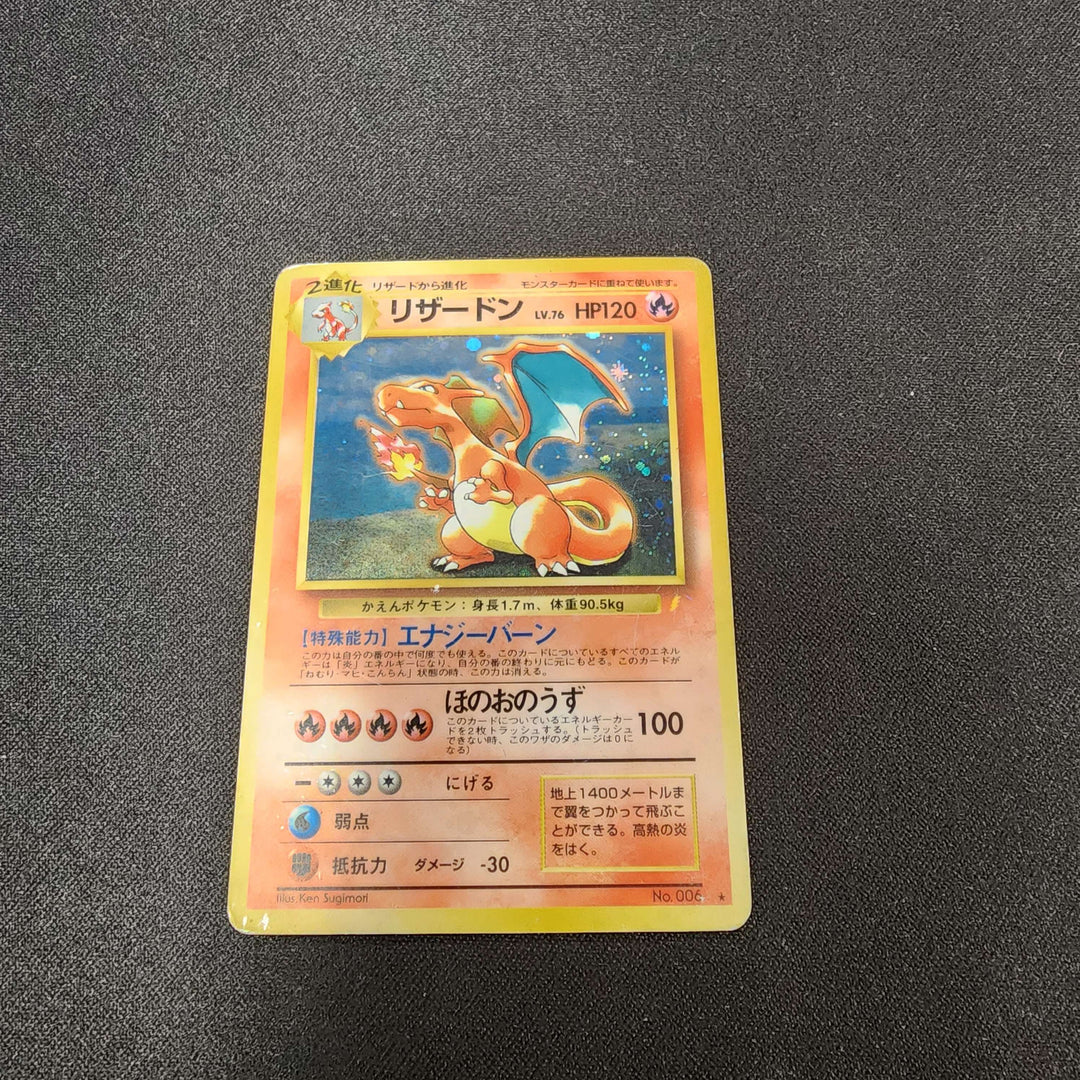 2進化 リザードから進化 モンスターカードに重ねて使います。
リザードン LV.76 HP120
かえんポケモン：身長1.7m、体重90.5kg
【特殊能力】エナジーバーン
この力は自分の番の中で何度でも使える。このカードについているすべてのエネル
ギーは「炎」エネルギーになり、自分の番の終わりに元にもどる。このカードが
「ねむり・マヒ・こんらん」状態の時、この力は消える。
ほのおのうず
このカードについているエネルギーカー
ドを2枚トラッシュする。（トラッシュ
できない時、このワザのダメージは0に
なる）
100
にげる
弱点
抵抗力 ダメージ -30
地上1400メートルま
で翼をつかって飛ぶこ
とができる。高熱の炎
をはく。
Illus. Ken Sugimori No. 006 ★